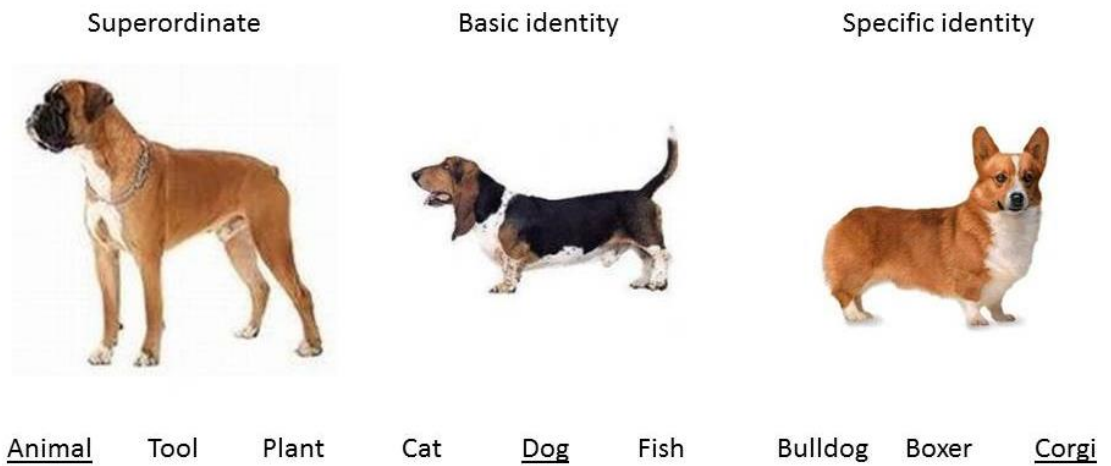 Superordinate Basic identity Specific identity
Animal Tool Plant Cat Dog Fish Bulldog Boxer Corgi